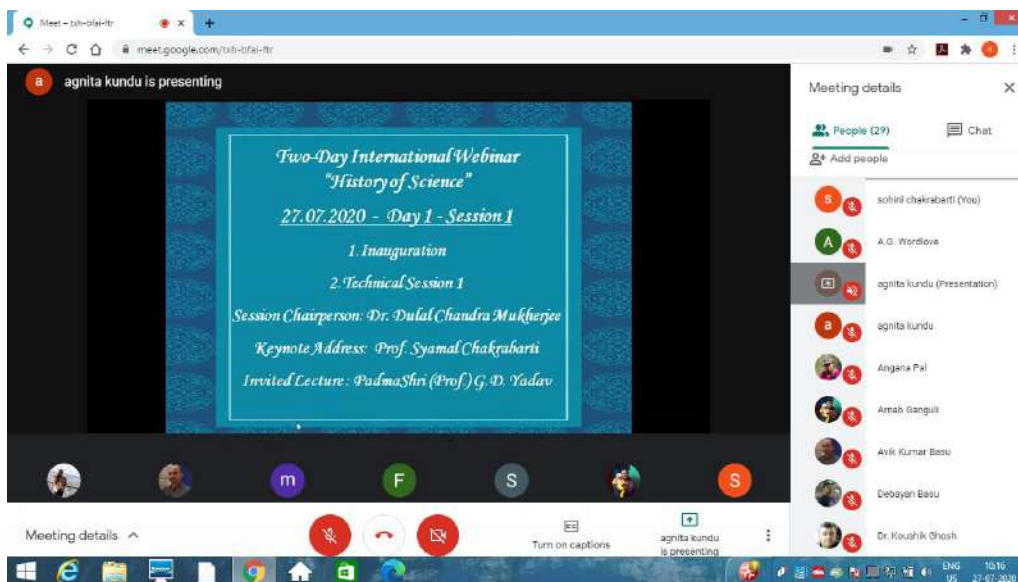 Meet – txh-bfai-ftr
meet.google.com/txh-bfai-ftr
a agnita kundu is presenting
Two-Day International Webinar
"History of Science"
27.07.2020 - Day 1 - Session 1
1. Inauguration
2. Technical Session 1
Session Chairperson: Dr. Dulal Chandra Mukherjee
Keynote Address: Prof. Syamal Chakrabarti
Invited Lecture: PadmaShri (Prof.) G. D. Yadav
m F S S
Meeting details
Turn on captions
agnita kundu
is presenting
Meeting details
People (29) Chat
Add people
S sohini chakrabarti (You)
A A.G. Wordlove
agnita kundu (Presentation)
a agnita kundu
Angana Pal
Arnab Ganguli
Avik Kumar Basu
Debayan Basu
Dr. Koushik Ghosh
ENG 10:16
US 27-07-2020